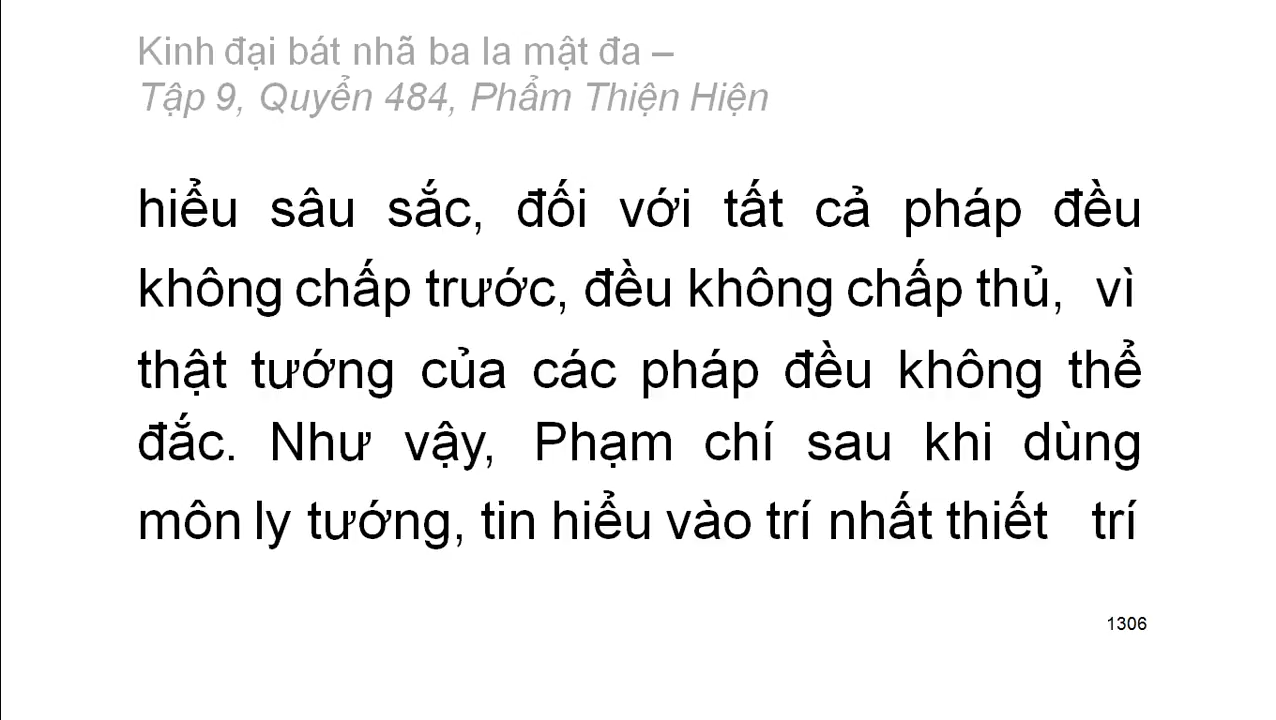 Kinh đại bát nhã ba la mật đa –
Tập 9, Quyển 484, Phẩm Thiện Hiện
hiểu sâu sắc, đối với tất cả pháp đều
không chấp trước, đều không chấp thủ, vì
thật tướng của các pháp đều không thể
đắc. Như vậy, Phạm chí sau khi dùng
môn ly tướng, tin hiểu vào trí nhất thiết trí
1306